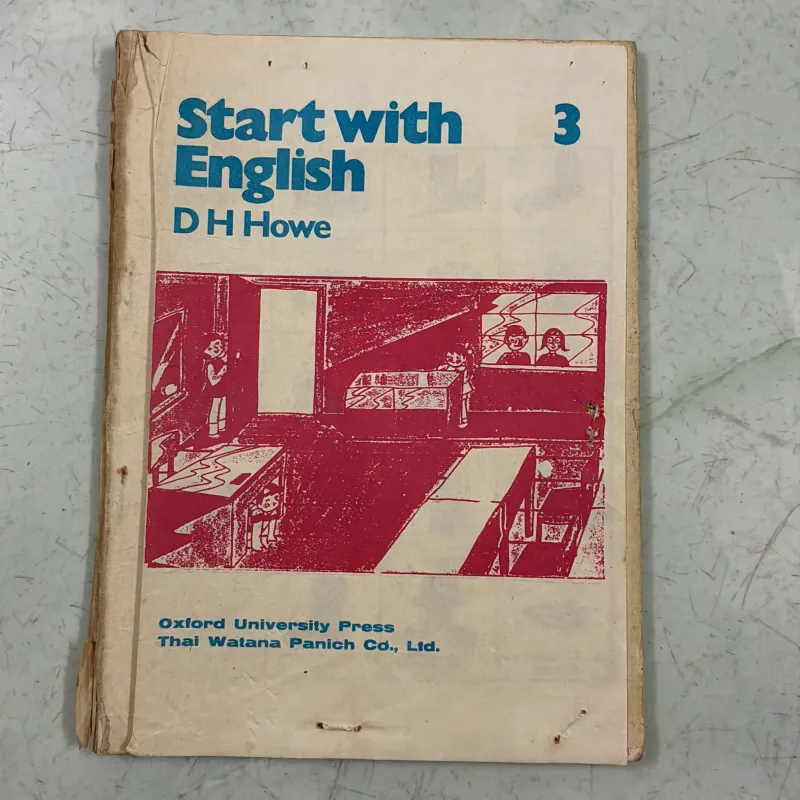 Start with 3
English
D H Howe
Oxford University Press
Thai Watana Panich Co., Ltd.